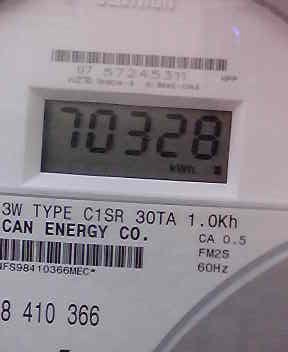 07 57245311
70328
kWh
3W TYPE C1SR 30TA 1.0Kh
CAN ENERGY CO.
CA 0.5
FM2S
60Hz
NFS98410366MEC*
8 410 366